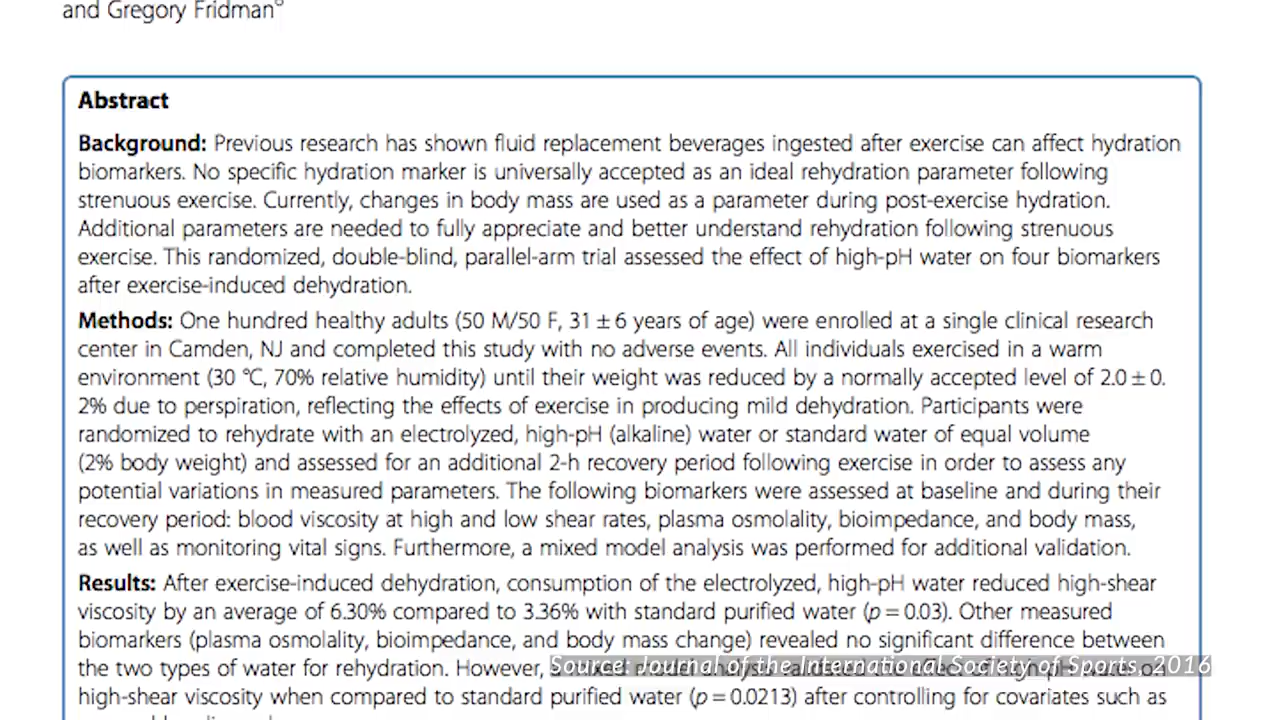 and Gregory Fridman
Abstract
Background: Previous research has shown fluid replacement beverages ingested after exercise can affect hydration
biomarkers. No specific hydration marker is universally accepted as an ideal rehydration parameter following
strenuous exercise. Currently, changes in body mass are used as a parameter during post-exercise hydration.
Additional parameters are needed to fully appreciate and better understand rehydration following strenuous
exercise. This randomized, double-blind, parallel-arm trial assessed the effect of high-pH water on four biomarkers
after exercise-induced dehydration.
Methods: One hundred healthy adults (50 M/50 F, 31 ± 6 years of age) were enrolled at a single clinical research
center in Camden, NJ and completed this study with no adverse events. All individuals exercised in a warm
environment (30 °C, 70% relative humidity) until their weight was reduced by a normally accepted level of 2.0 ± 0.
2% due to perspiration, reflecting the effects of exercise in producing mild dehydration. Participants were
randomized to rehydrate with an electrolyzed, high-pH (alkaline) water or standard water of equal volume
(2% body weight) and assessed for an additional 2-h recovery period following exercise in order to assess any
potential variations in measured parameters. The following biomarkers were assessed at baseline and during their
recovery period: blood viscosity at high and low shear rates, plasma osmolality, bioimpedance, and body mass,
as well as monitoring vital signs. Furthermore, a mixed model analysis was performed for additional validation.
Results: After exercise-induced dehydration, consumption of the electrolyzed, high-pH water reduced high-shear
viscosity by an average of 6.30% compared to 3.36% with standard purified water (p = 0.03). Other measured
biomarkers (plasma osmolality, bioimpedance, and body mass change) revealed no significant difference between
the two types of water for rehydration. However,
Source: Journal of the International Society of Sports, 2016
high-shear viscosity when compared to standard purified water (p = 0.0213) after controlling for covariates such as